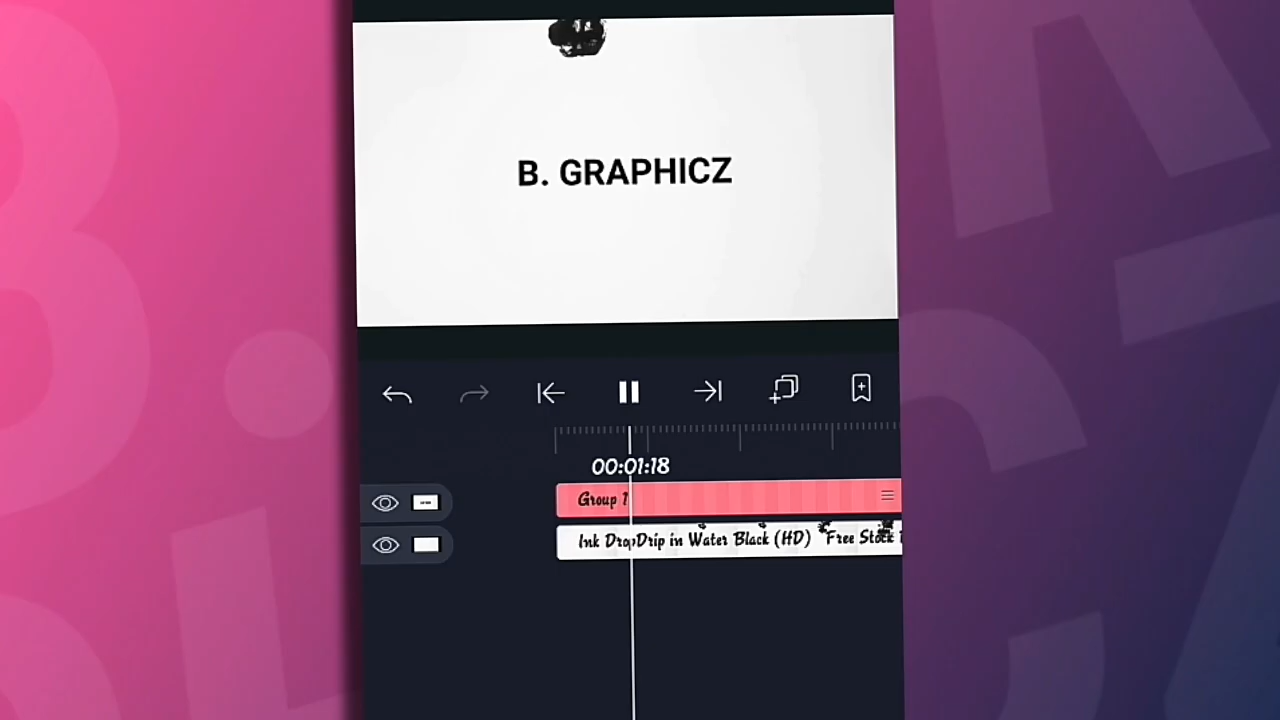 B. GRAPHICZ
00:01:18
Group 1
Ink Drop Drip in Water Black (HD) *Free Stock